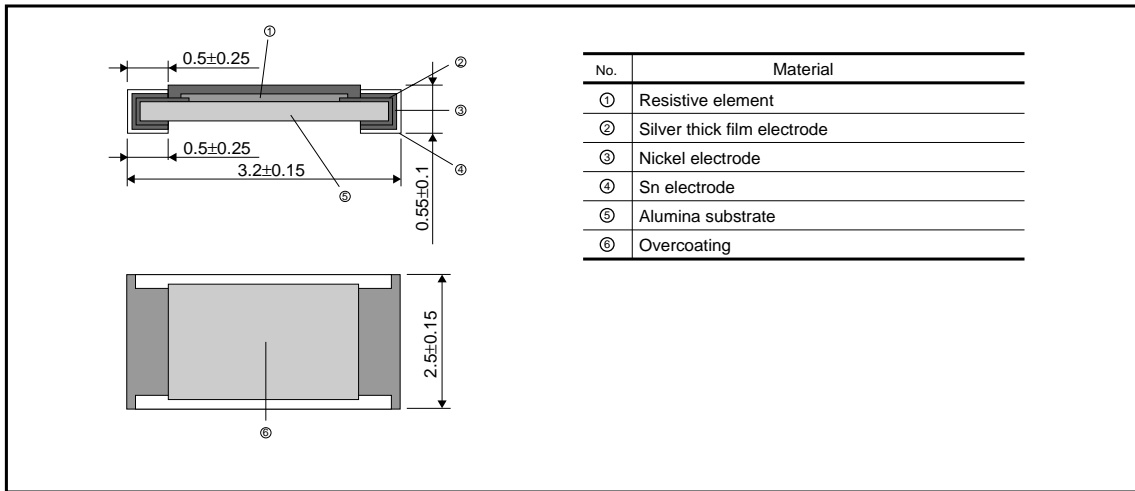 ①
0.5±0.25
②
③
0.5±0.25
④
3.2±0.15
⑤
0.55±0.1
2.5±0.15
⑥
No. Material
① Resistive element
② Silver thick film electrode
③ Nickel electrode
④ Sn electrode
⑤ Alumina substrate
⑥ Overcoating